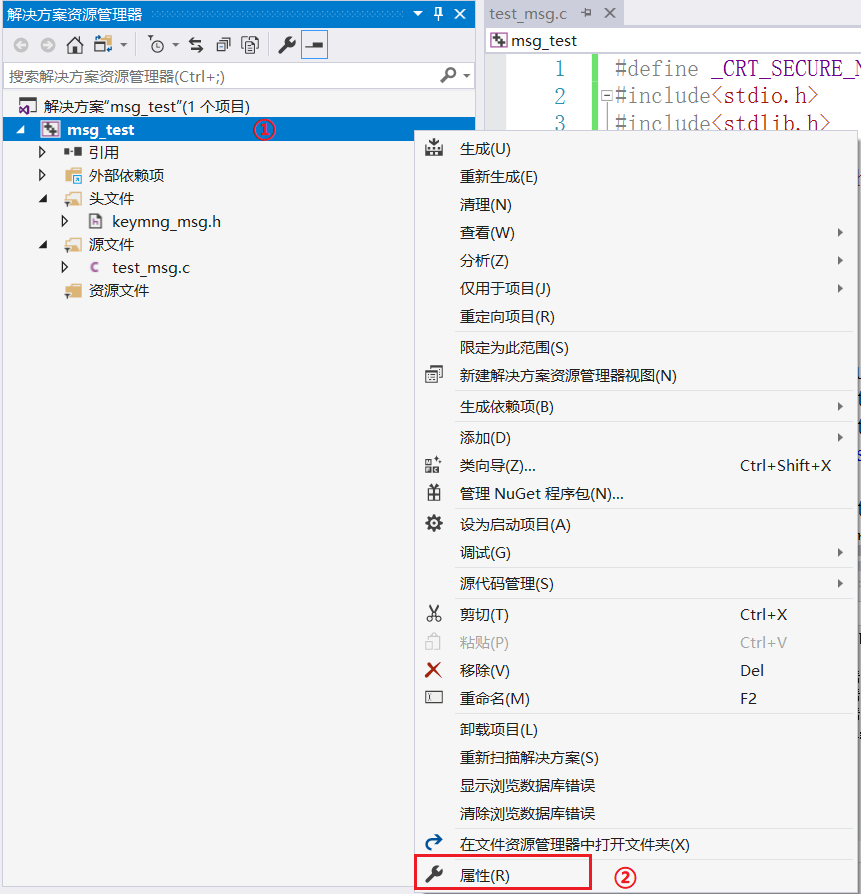 解决方案资源管理器
搜索解决方案资源管理器(Ctrl+;)
解决方案"msg_test"(1 个项目)
msg_test
①
引用
外部依赖项
头文件
keymng_msg.h
源文件
test_msg.c
资源文件
test_msg.c
msg_test
1 #define _CRT_SECURE_N
2 #include<stdio.h>
3 #include<stdlib.h>
生成(U)
重新生成(E)
清理(N)
查看(W)
分析(Z)
仅用于项目(J)
重定向项目(R)
限定为此范围(S)
新建解决方案资源管理器视图(N)
生成依赖项(B)
添加(D)
类向导(Z)... Ctrl+Shift+X
管理 NuGet 程序包(N)...
设为启动项目(A)
调试(G)
源代码管理(S)
剪切(T) Ctrl+X
粘贴(P) Ctrl+V
移除(V) Del
重命名(M) F2
卸载项目(L)
重新扫描解决方案(S)
显示浏览数据库错误
清除浏览数据库错误
在文件资源管理器中打开文件夹(X)
属性(R)
②